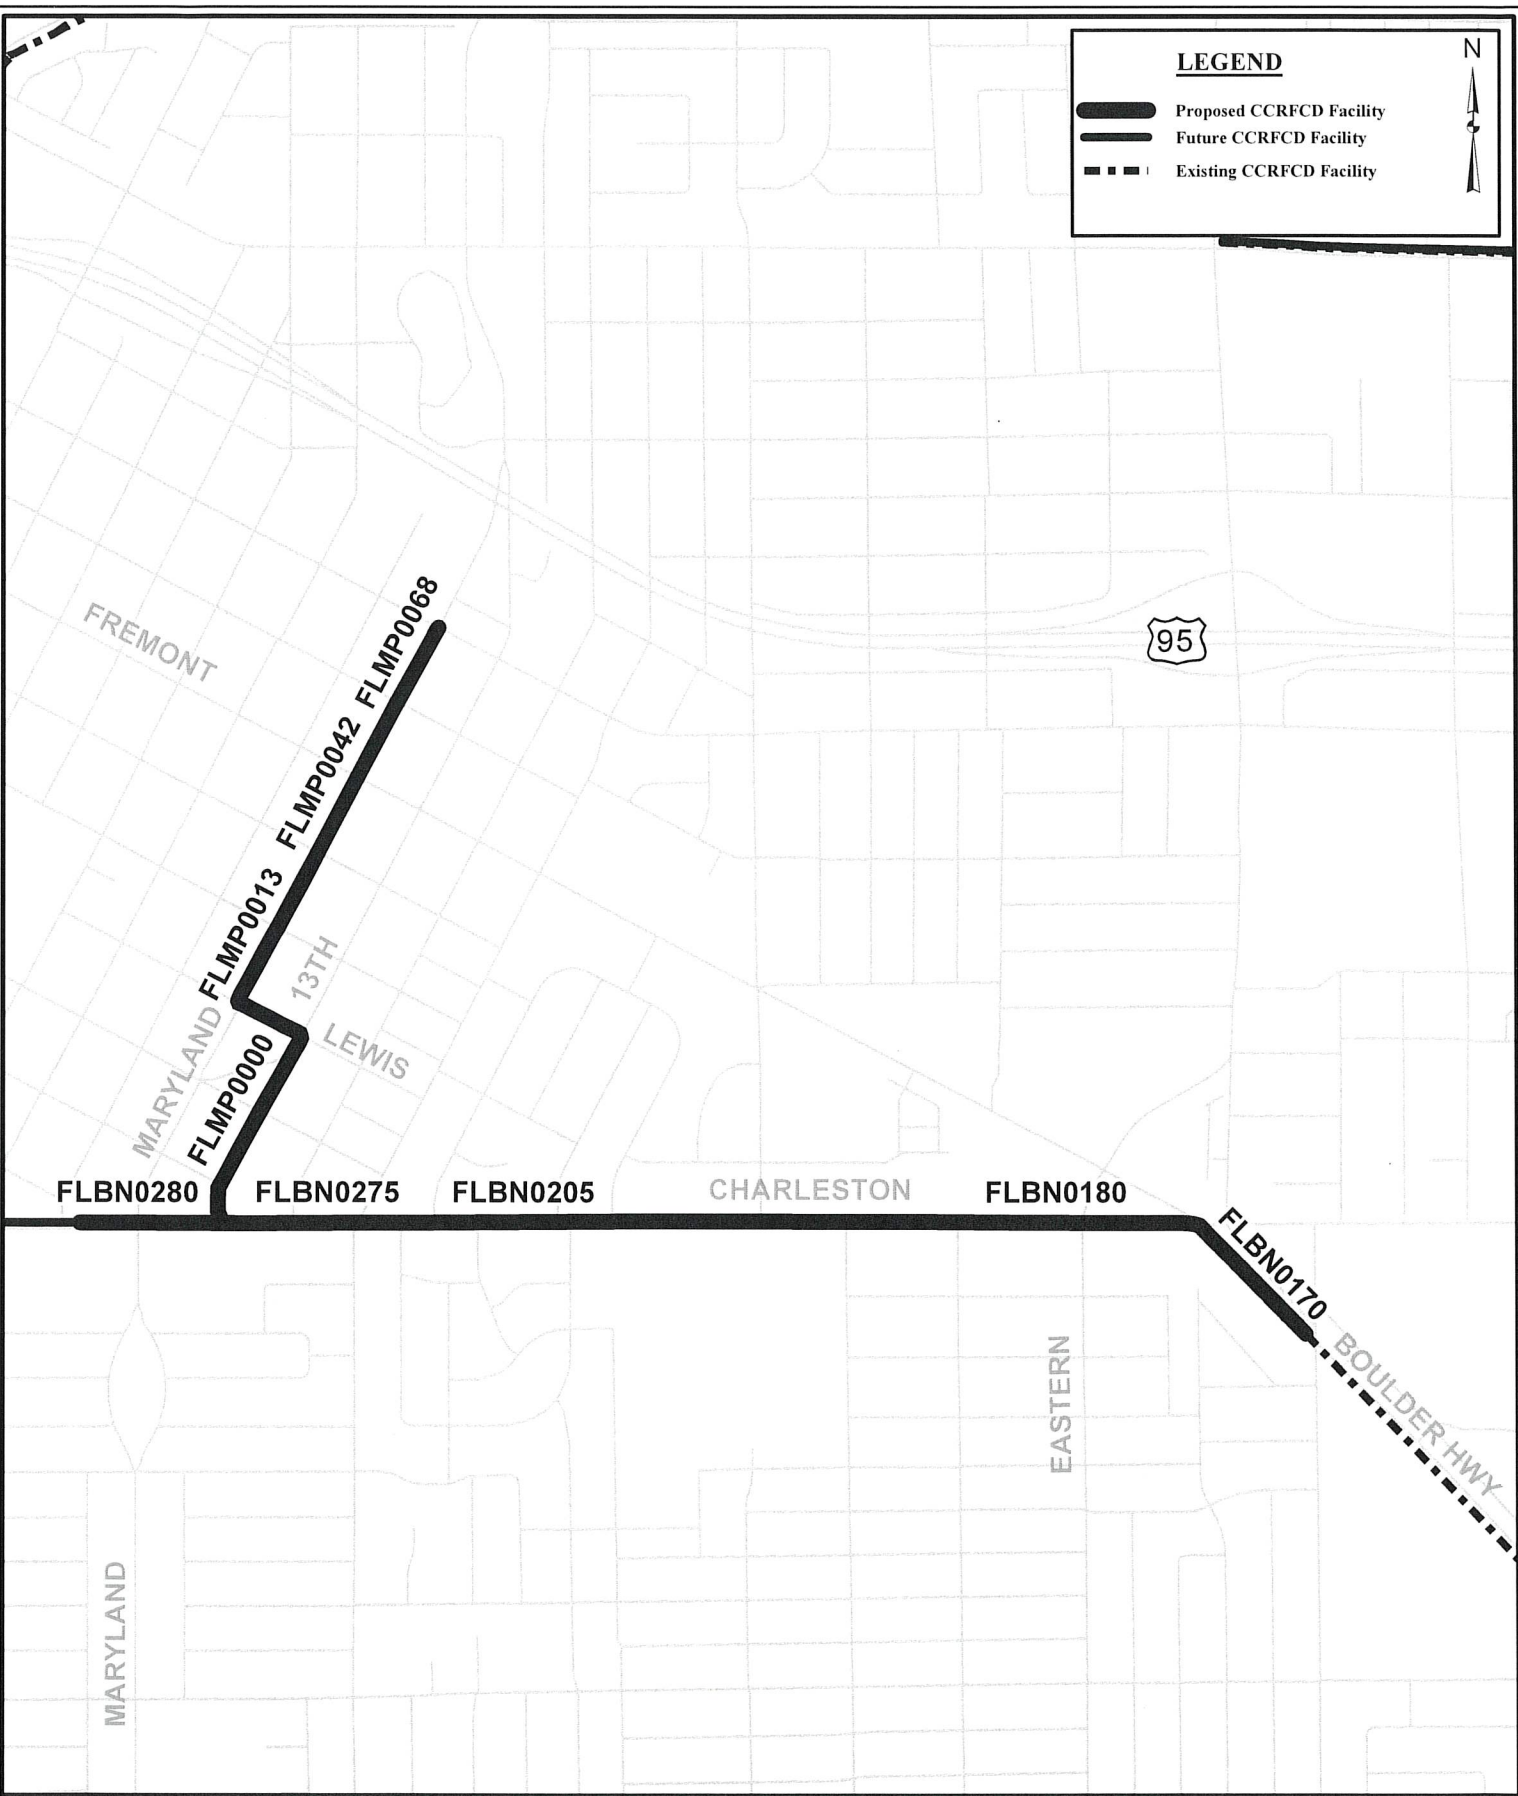 LEGEND
N
Proposed CCRFCD Facility
Future CCRFCD Facility
Existing CCRFCD Facility
FREMONT
FLMP0068
95
FLMP0042
FLMP0013
13TH
MARYLAND
LEWIS
FLMP0000
FLBN0280
FLBN0275
FLBN0205
CHARLESTON
FLBN0180
FLBN0170
BOULDER HWY
EASTERN
MARYLAND